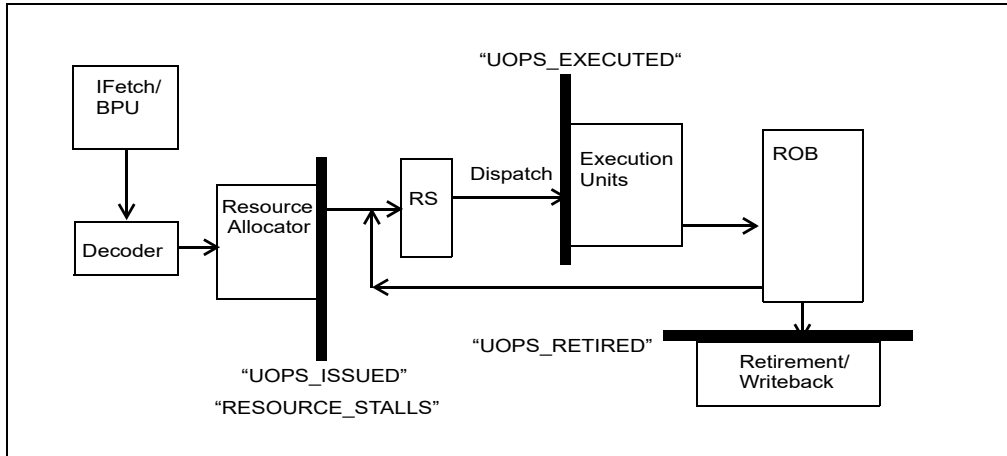 “UOPS_EXECUTED“
IFetch/
BPU
ROB
Execution
Units
Dispatch
RS
Resource
Allocator
Decoder
“UOPS_RETIRED”
Retirement/
Writeback
“UOPS_ISSUED”
“RESOURCE_STALLS”